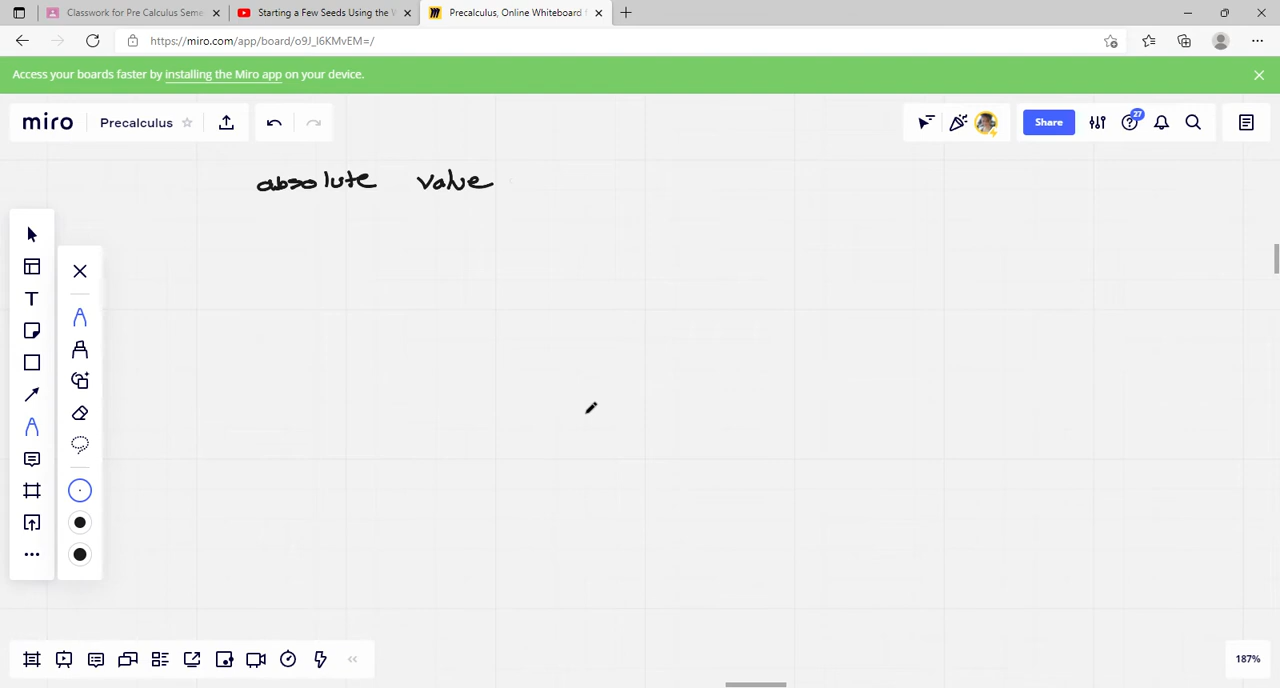 Classwork for Pre Calculus Seme
Starting a Few Seeds Using the
Precalculus, Online Whiteboard
https://miro.com/app/board/o9J_l6KMvEM=/
Access your boards faster by installing the Miro app on your device.
miro
Precalculus
Share
27
absolute value
T
187%